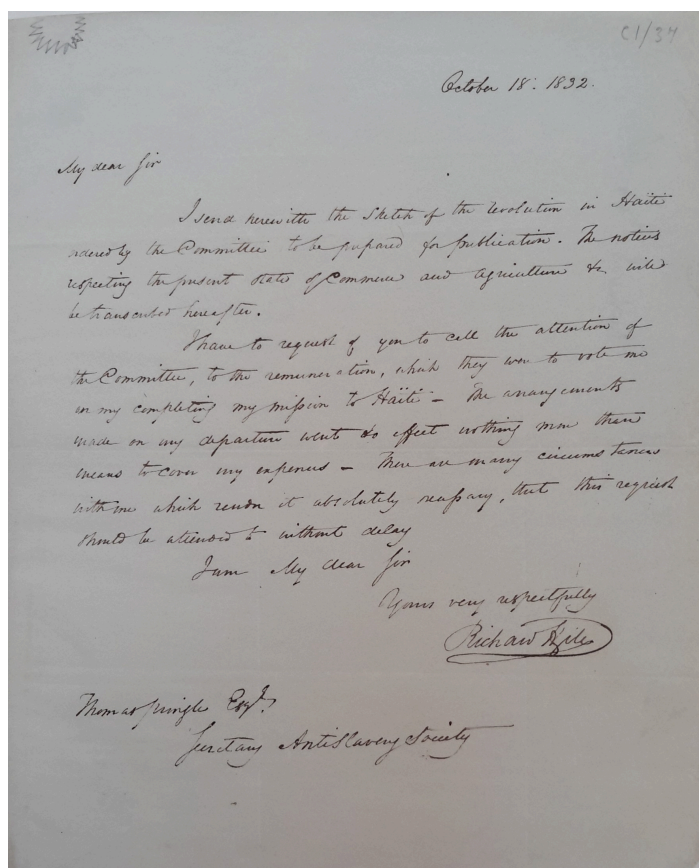 C1/34
October 18: 1832.
My dear Sir
I send herewith the Sketch of the Revolution in Haïti
ordered by the Committee to be prepared for publication. The notices
respecting the present state of Commerce and Agriculture &c. will
be transcribed hereafter.
I have to request of you to call the attention of
the Committee, to the remuneration, which they were to vote me
on my completing my mission to Haïti – The arrangements
made on my departure went to effect nothing more than
means to cover my expenses – There are many circumstances
with me which render it absolutely necessary, that this request
should be attended to without delay
I am My dear Sir
Yours very respectfully
Richard Hill
Thomas Pringle Esqr.
Secretary AntiSlavery Society